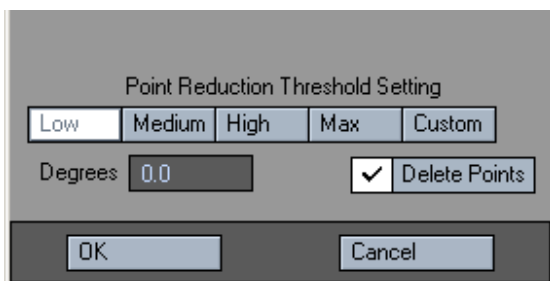 Point Reduction Threshold Setting
Low Medium High Max Custom
Degrees 0.0 Delete Points
OK Cancel